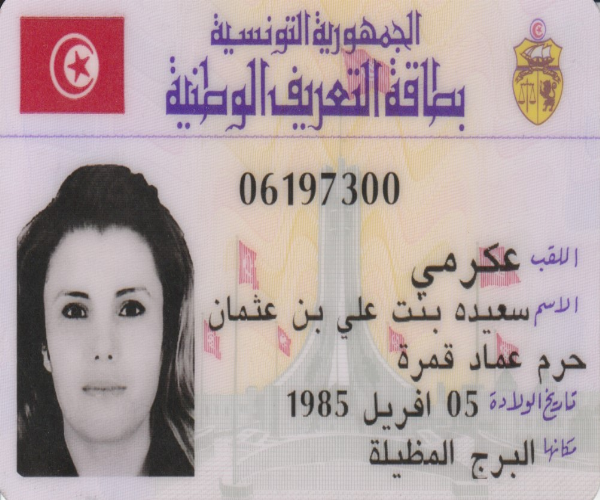 الجمهورية التونسية
بطاقة التعريف الوطنية
06197300
اللقب عكرمي
الاسم سعيده بنت علي بن عثمان
حرم عماد قمرة
تاريخ الولادة 05 افريل 1985
مكانها البرج المظيلة